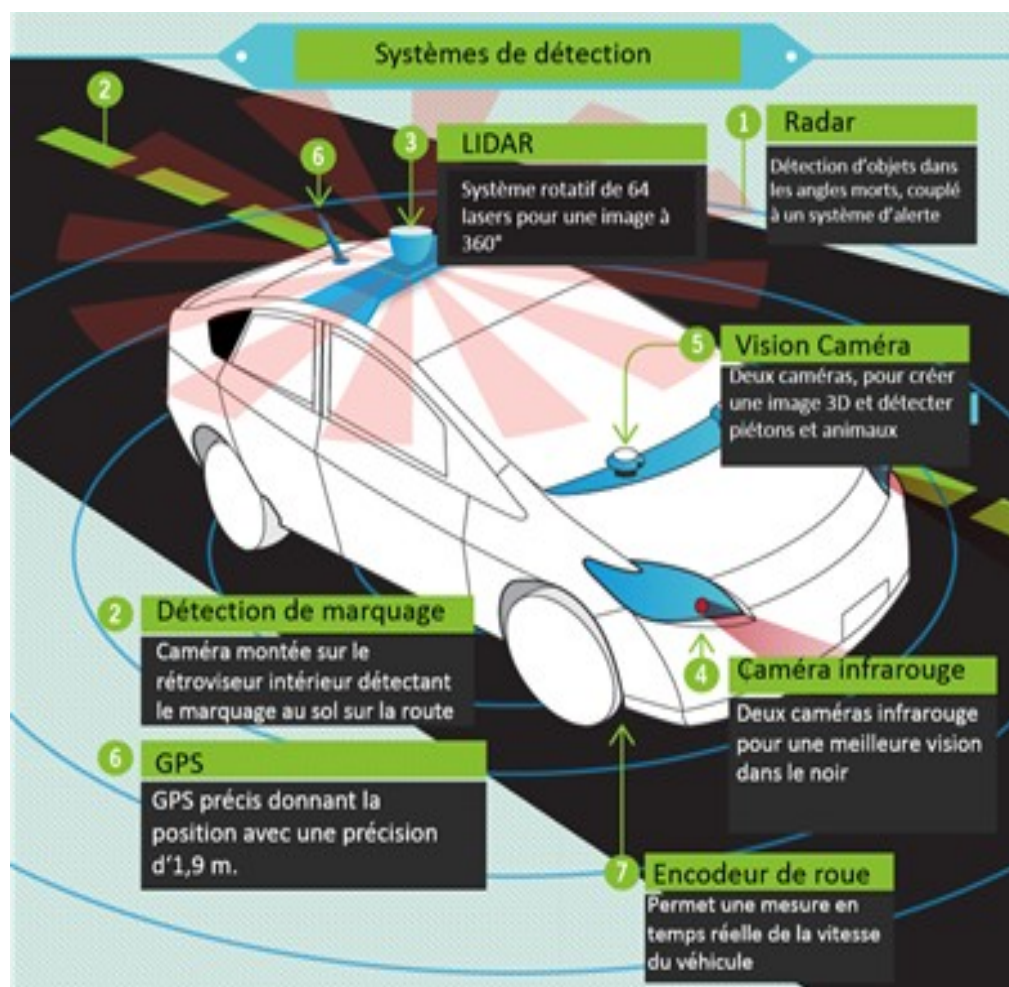 Systèmes de détection
2
6
3
LIDAR
Système rotatif de 64
lasers pour une image à
360°
1
Radar
Détection d'objets dans
les angles morts, couplé
à un système d'alerte
5
Vision Caméra
Deux caméras, pour créer
une image 3D et détecter
piétons et animaux
2
Détection de marquage
Caméra montée sur le
rétroviseur intérieur détectant
le marquage au sol sur la route
4
Caméra infrarouge
Deux caméras infrarouge
pour une meilleure vision
dans le noir
6
GPS
GPS précis donnant la
position avec une précision
d'1,9 m.
7
Encodeur de roue
Permet une mesure en
temps réelle de la vitesse
du véhicule